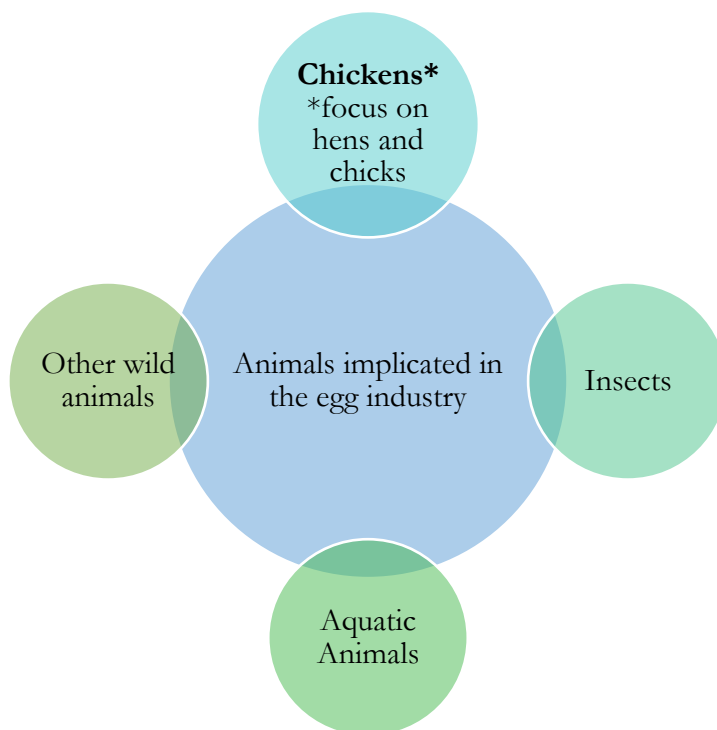 Chickens*
*focus on
hens and
chicks
Other wild
animals
Animals implicated in
the egg industry
Insects
Aquatic
Animals